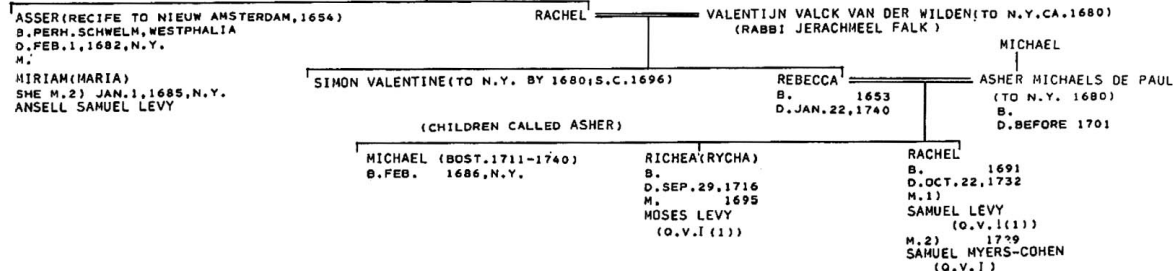 ASSER(RECIFE TO NIEUW AMSTERDAM,1654)
B.PERH.SCHWELM,WESTPHALIA
D.FEB.1,1682,N.Y.
M.
MIRIAM(MARIA)
SHE M.2) JAN.1,1685,N.Y.
ANSELL SAMUEL LEVY
RACHEL
VALENTIJN VALCK VAN DER WILDEN(TO N.Y.CA.1680)
(RABBI JERACHMEEL FALK)
SIMON VALENTINE(TO N.Y. BY 1680;S.C.1696)
REBECCA
B. 1653
D.JAN.22,1740
MICHAEL
ASHER MICHAELS DE PAUL
(TO N.Y. 1680)
B.
D.BEFORE 1701
(CHILDREN CALLED ASHER)
MICHAEL (BOST.1711-1740)
B.FEB. 1686,N.Y.
RICHEA(RYCHA)
B.
D.SEP.29,1716
M. 1695
MOSES LEVY
(Q.V.I(1))
RACHEL
B. 1691
D.OCT.22,1732
M.1)
SAMUEL LEVY
(Q.V.I(1))
M.2)
SAMUEL MYERS-COHEN
(Q.V.I)